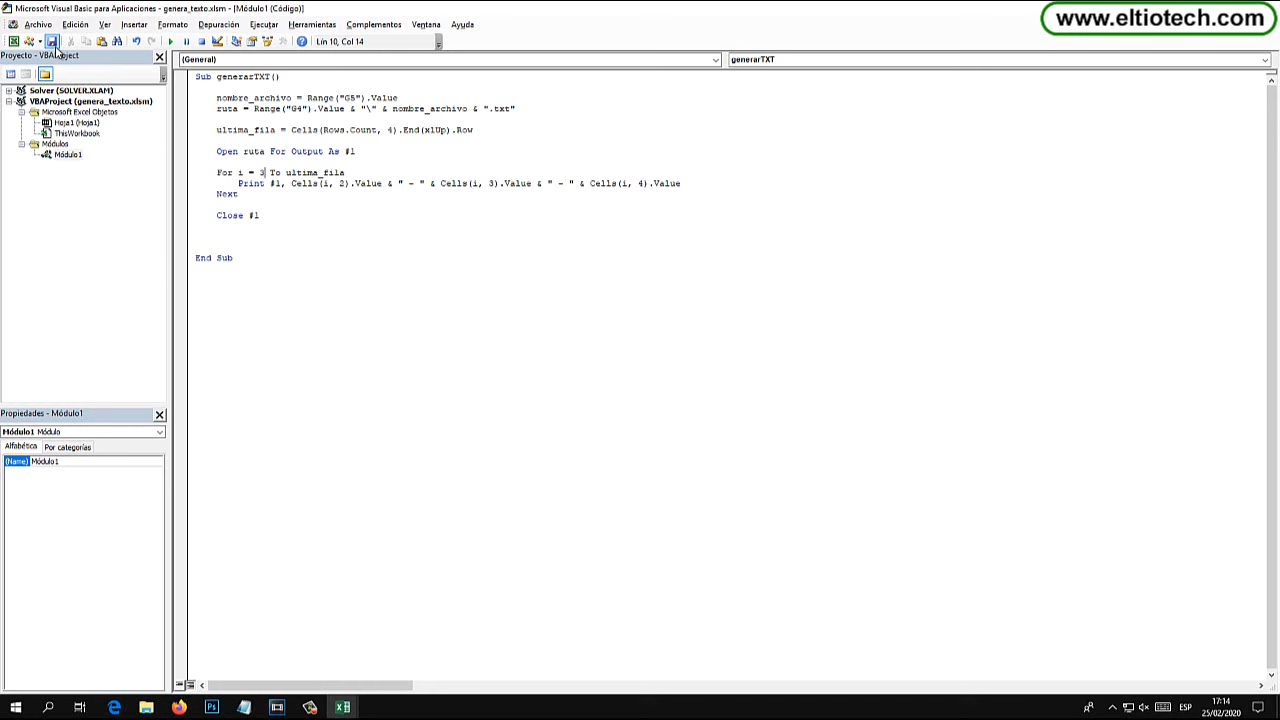 Microsoft Visual Basic para Aplicaciones - genera_texto.xlsm - [Módulo1 (Código)]
www.eltiotech.com
Archivo Edición Ver Insertar Formato Depuración Ejecutar Herramientas Complementos Ventana Ayuda
Lín 10, Col 14
Proyecto - VBAProject
(General)
generarTXT
Solver (SOLVER.XLAM)
VBAProject (genera_texto.xlsm)
Microsoft Excel Objetos
Hoja1 (Hoja1)
ThisWorkbook
Módulos
Módulo1
Sub generarTXT()
nombre_archivo = Range("G5").Value
ruta = Range("G4").Value & "\" & nombre_archivo & ".txt"
ultima_fila = Cells(Rows.Count, 4).End(xlUp).Row
Open ruta For Output As #1
For i = 3 To ultima_fila
Print #1, Cells(i, 2).Value & " - " & Cells(i, 3).Value & " - " & Cells(i, 4).Value
Next
Close #1
End Sub
Propiedades - Módulo1
Módulo1 Módulo
Alfabética Por categorías
(Name) Módulo1
ESP
17:14
25/02/2020